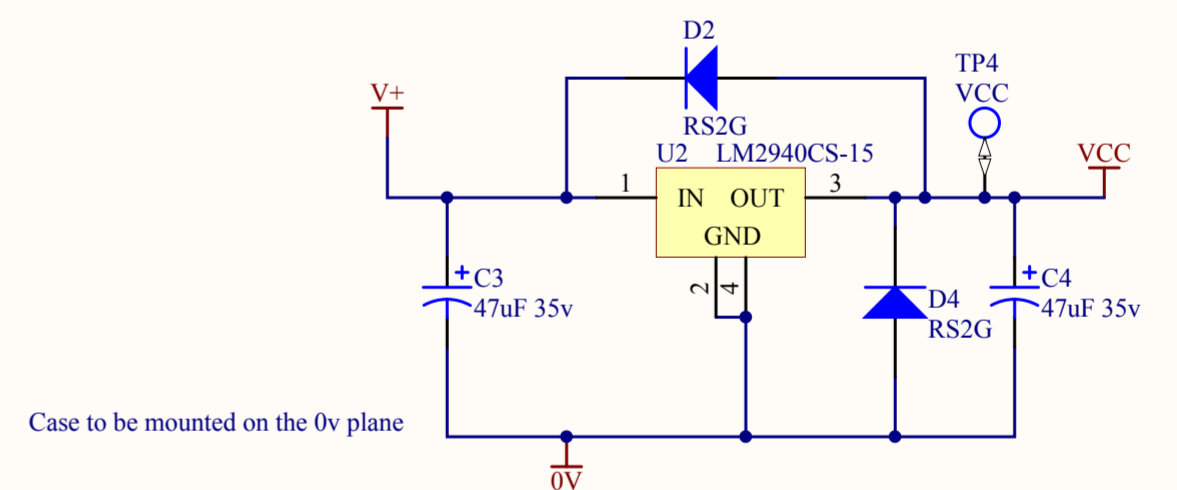 D2
TP4
VCC
V+
RS2G
U2 LM2940CS-15
VCC
1
3
IN OUT
GND
2
4
+
C3
47uF 35v
D4
RS2G
+
C4
47uF 35v
Case to be mounted on the 0v plane
0V